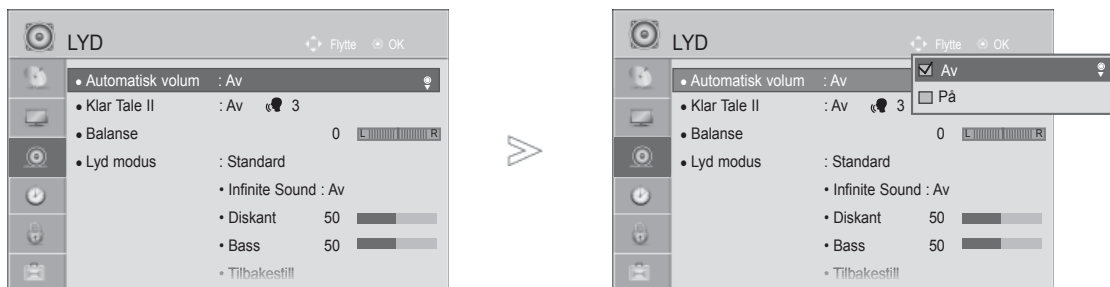 LYD
Flytte OK
• Automatisk volum : Av
• Klar Tale II : Av 3
• Balanse 0 L R
• Lyd modus : Standard
• Infinite Sound : Av
• Diskant 50
• Bass 50
• Tilbakestill
LYD
Flytte OK
• Automatisk volum : Av
Av
På
• Klar Tale II : Av 3
• Balanse 0 L R
• Lyd modus : Standard
• Infinite Sound : Av
• Diskant 50
• Bass 50
• Tilbakestill